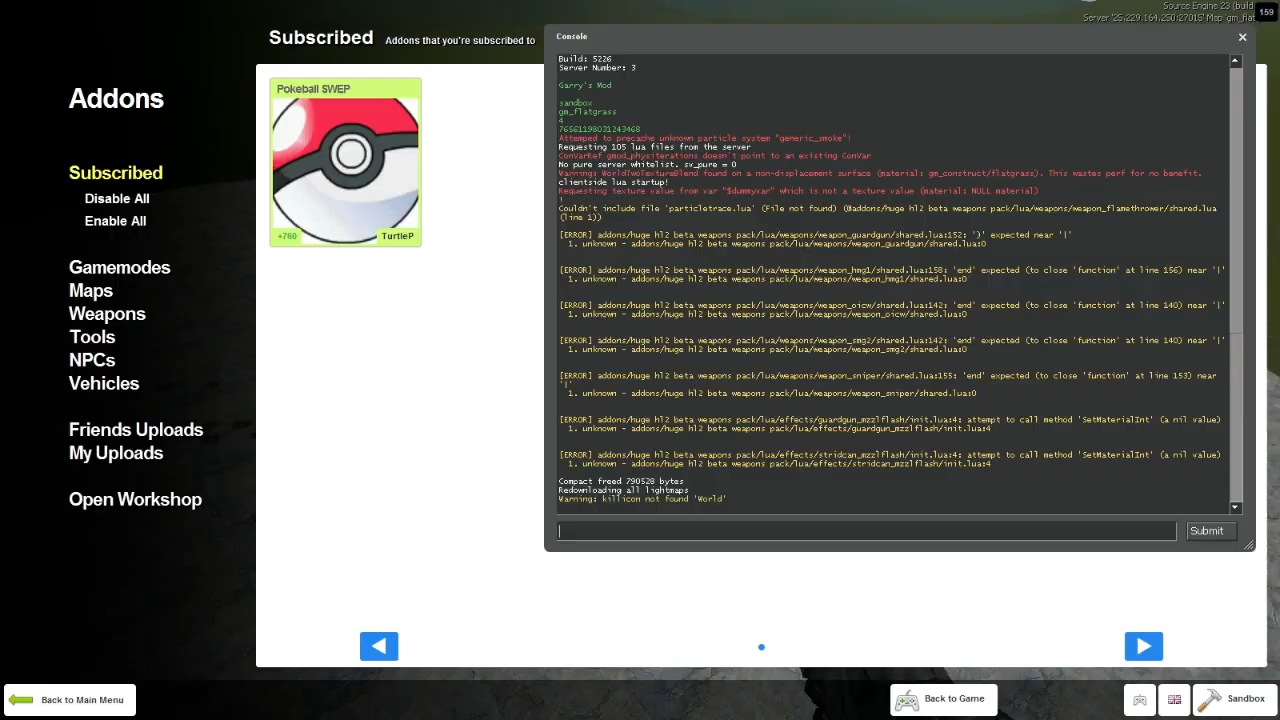 Source Engine 23 (build
Server '25.229.164.250:27015' Map 'gm_flat
159
Subscribed
Addons that you're subscribed to
Addons
Subscribed
Disable All
Enable All
Gamemodes
Maps
Weapons
Tools
NPCs
Vehicles
Friends Uploads
My Uploads
Open Workshop
Pokeball SWEP
+760
TurtleP
Console
Build: 5226
Server Number: 3
Garry's Mod
sandbox
gm_flatgrass
4
76561198031243468
Attemped to precache unknown particle system "generic_smoke"!
Requesting 105 lua files from the server
ConVarRef gmod_physiterations doesn't point to an existing ConVar
No pure server whitelist. sv_pure = 0
Warning: WorldTwoTextureBlend found on a non-displacement surface (material: gm_construct/flatgrass). This wastes perf for no benefit.
clientside lua startup!
Requesting texture value from var "$dummyvar" which is not a texture value (material: NULL material)
!
Couldn't include file 'particletrace.lua' (File not found) (@addons/huge hl2 beta weapons pack/lua/weapons/weapon_flamethrower/shared.lua
(line 1))
[ERROR] addons/huge hl2 beta weapons pack/lua/weapons/weapon_guardgun/shared.lua:152: ')' expected near '|'
1. unknown - addons/huge hl2 beta weapons pack/lua/weapons/weapon_guardgun/shared.lua:0
[ERROR] addons/huge hl2 beta weapons pack/lua/weapons/weapon_hmg1/shared.lua:158: 'end' expected (to close 'function' at line 156) near '|'
1. unknown - addons/huge hl2 beta weapons pack/lua/weapons/weapon_hmg1/shared.lua:0
[ERROR] addons/huge hl2 beta weapons pack/lua/weapons/weapon_oicw/shared.lua:142: 'end' expected (to close 'function' at line 140) near '|'
1. unknown - addons/huge hl2 beta weapons pack/lua/weapons/weapon_oicw/shared.lua:0
[ERROR] addons/huge hl2 beta weapons pack/lua/weapons/weapon_smg2/shared.lua:142: 'end' expected (to close 'function' at line 140) near '|'
1. unknown - addons/huge hl2 beta weapons pack/lua/weapons/weapon_smg2/shared.lua:0
[ERROR] addons/huge hl2 beta weapons pack/lua/weapons/weapon_sniper/shared.lua:155: 'end' expected (to close 'function' at line 153) near
'|'
1. unknown - addons/huge hl2 beta weapons pack/lua/weapons/weapon_sniper/shared.lua:0
[ERROR] addons/huge hl2 beta weapons pack/lua/effects/guardgun_mzzlflash/init.lua:4: attempt to call method 'SetMaterialInt' (a nil value)
1. unknown - addons/huge hl2 beta weapons pack/lua/effects/guardgun_mzzlflash/init.lua:4
[ERROR] addons/huge hl2 beta weapons pack/lua/effects/stridcan_mzzlflash/init.lua:4: attempt to call method 'SetMaterialInt' (a nil value)
1. unknown - addons/huge hl2 beta weapons pack/lua/effects/stridcan_mzzlflash/init.lua:4
Compact freed 790528 bytes
Redownloading all lightmaps
Warning: killicon not found 'World'
Submit
Back to Main Menu
Back to Game
Sandbox